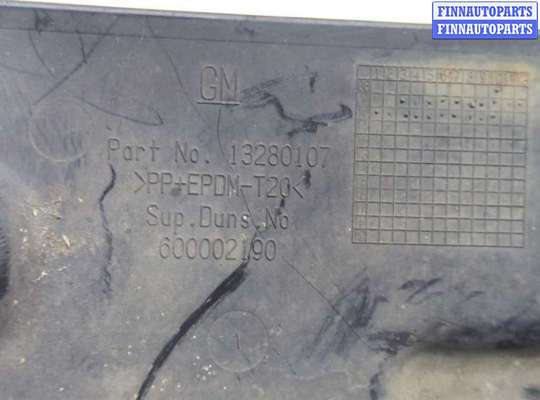 FINNAUTOPARTS
FINNAUTOPARTS
GM
Part No. 13280107
>PP+EPDM-T20<
Sup.Duns.No
600002190